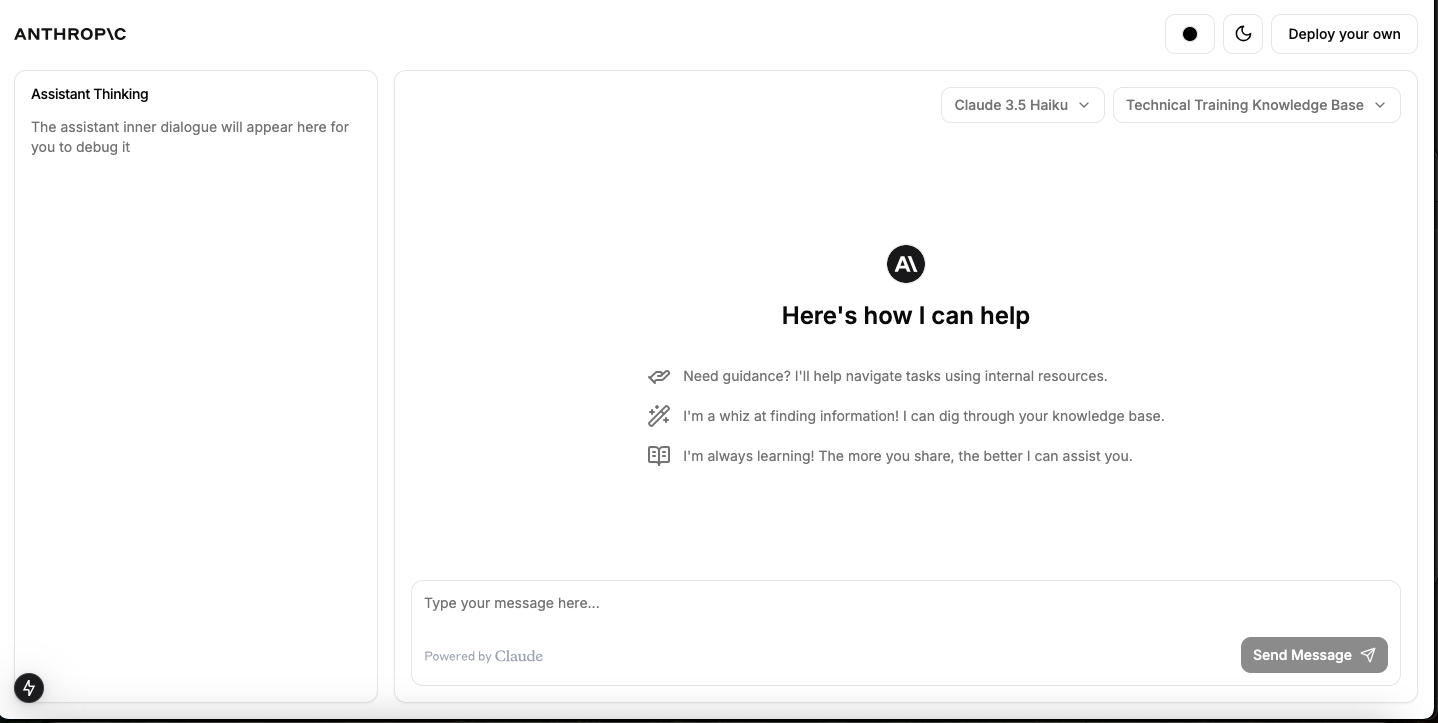 ANTHROP\C
Deploy your own
Assistant Thinking
The assistant inner dialogue will appear here for
you to debug it
Claude 3.5 Haiku
Technical Training Knowledge Base
A\
Here's how I can help
Need guidance? I'll help navigate tasks using internal resources.
I'm a whiz at finding information! I can dig through your knowledge base.
I'm always learning! The more you share, the better I can assist you.
Type your message here...
Powered by Claude
Send Message